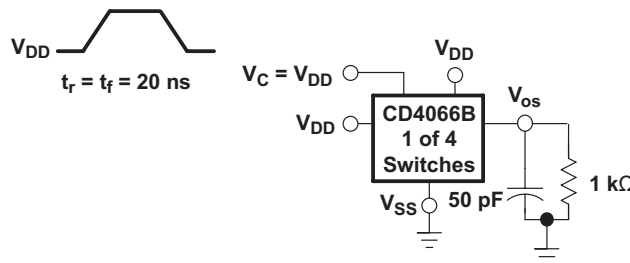 V_DD
t_r = t_f = 20 ns
V_C = V_DD
V_DD
V_DD
CD4066B
1 of 4
Switches
V_os
V_SS
50 pF
1 kΩ